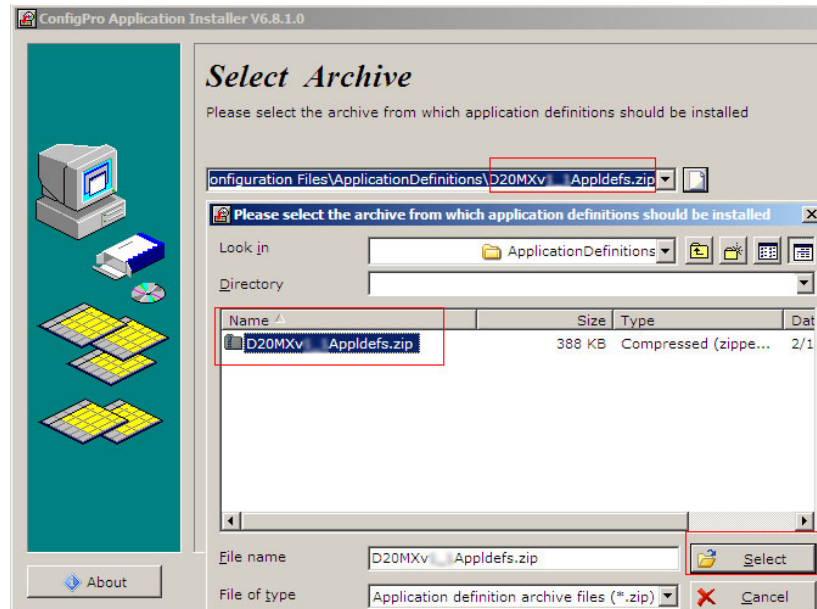 ConfigPro Application Installer V6.8.1.0
Select Archive
Please select the archive from which application definitions should be installed
onfiguration Files\ApplicationDefinitions\D20MXv Appldefs.zip
Please select the archive from which application definitions should be installed
Look in
ApplicationDefinitions
Directory
Name Size Type Dat
D20MXv Appldefs.zip 388 KB Compressed (zippe... 2/1
File name D20MXv Appldefs.zip Select
About
File of type Application definition archive files (*.zip) Cancel